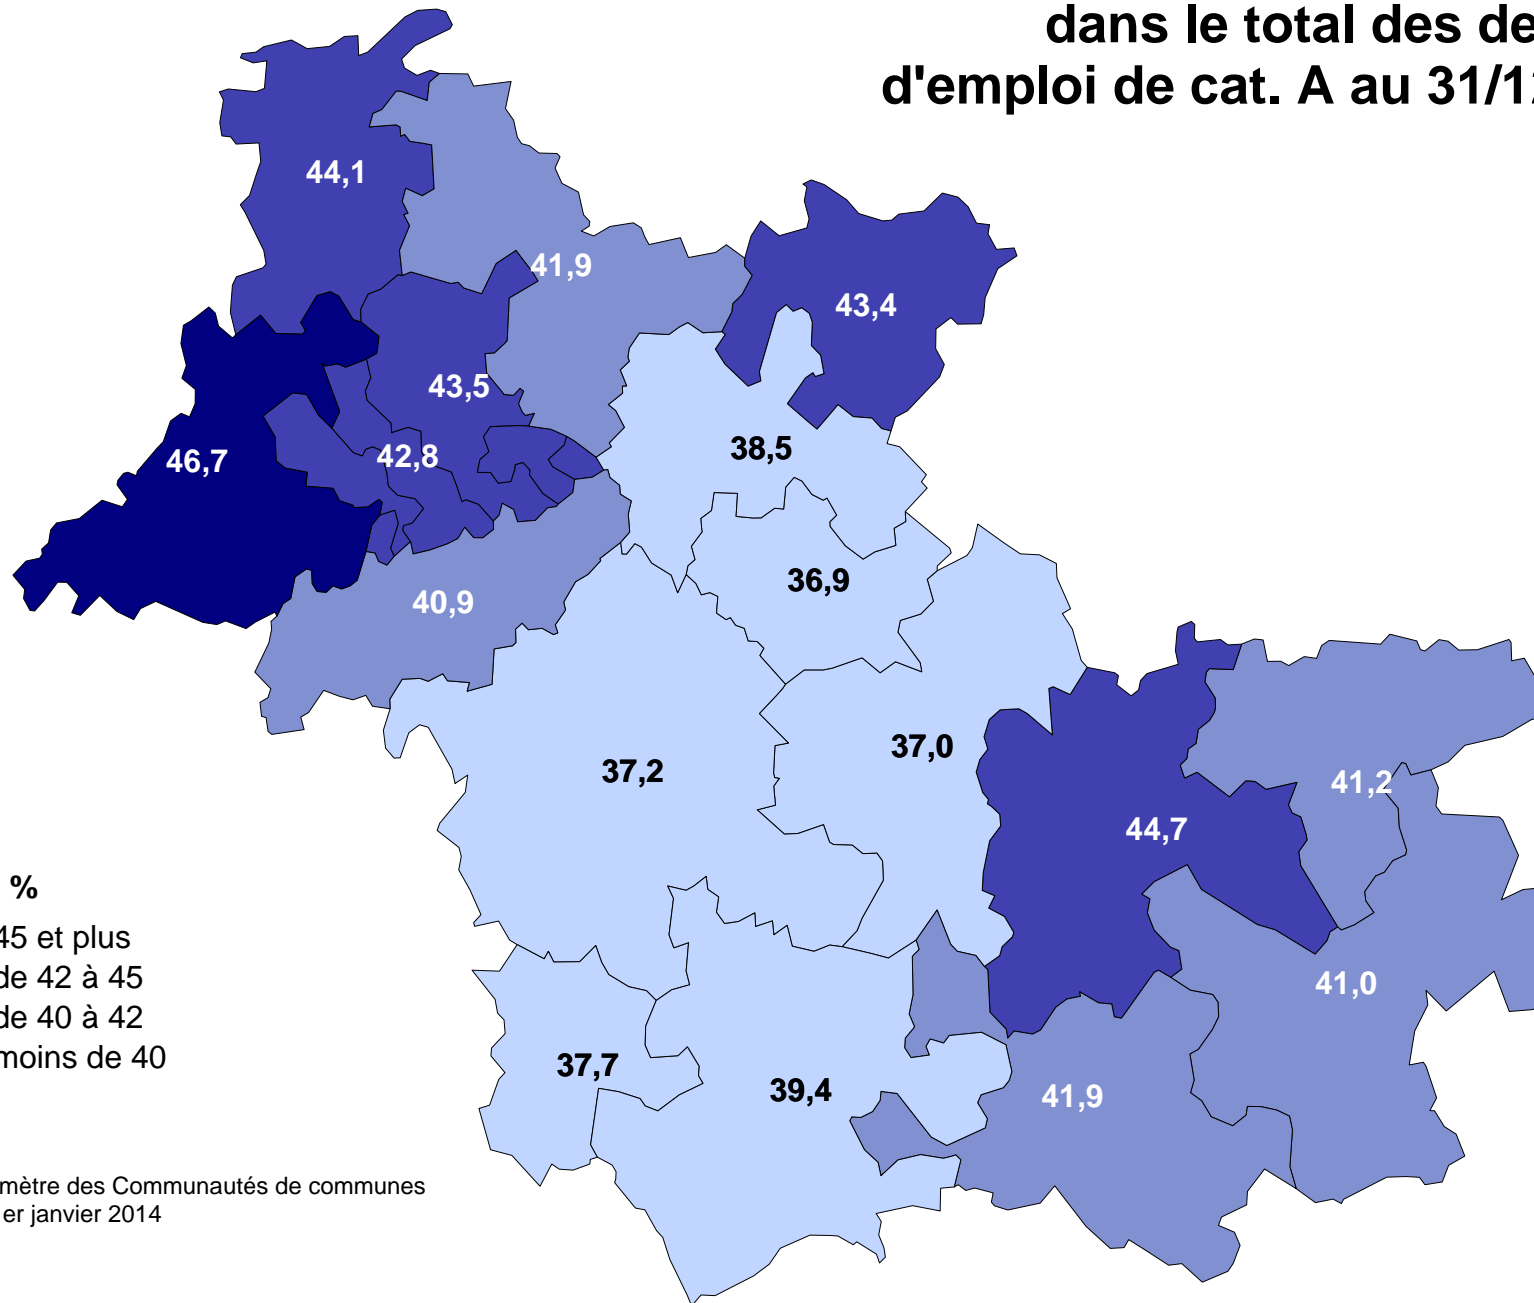 dans le total des de
d'emploi de cat. A au 31/12
44,1
41,9
43,4
43,5
38,5
42,8
46,7
36,9
40,9
37,0
37,2
41,2
44,7
%
45 et plus
de 42 à 45
41,0
de 40 à 42
moins de 40
37,7
39,4
41,9
mètre des Communautés de communes
er janvier 2014